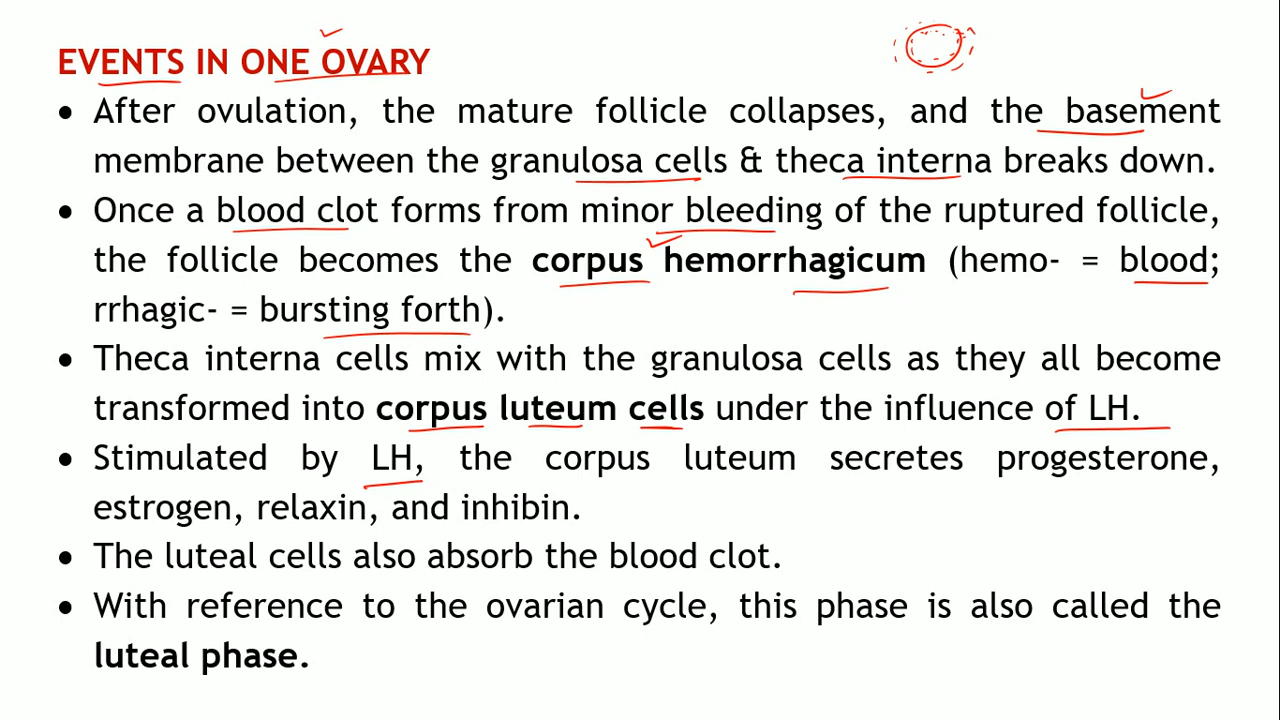 EVENTS IN ONE OVARY
• After ovulation, the mature follicle collapses, and the basement
membrane between the granulosa cells & theca interna breaks down.
• Once a blood clot forms from minor bleeding of the ruptured follicle,
the follicle becomes the corpus hemorrhagicum (hemo- = blood;
rrhagic- = bursting forth).
• Theca interna cells mix with the granulosa cells as they all become
transformed into corpus luteum cells under the influence of LH.
• Stimulated by LH, the corpus luteum secretes progesterone,
estrogen, relaxin, and inhibin.
• The luteal cells also absorb the blood clot.
• With reference to the ovarian cycle, this phase is also called the
luteal phase.